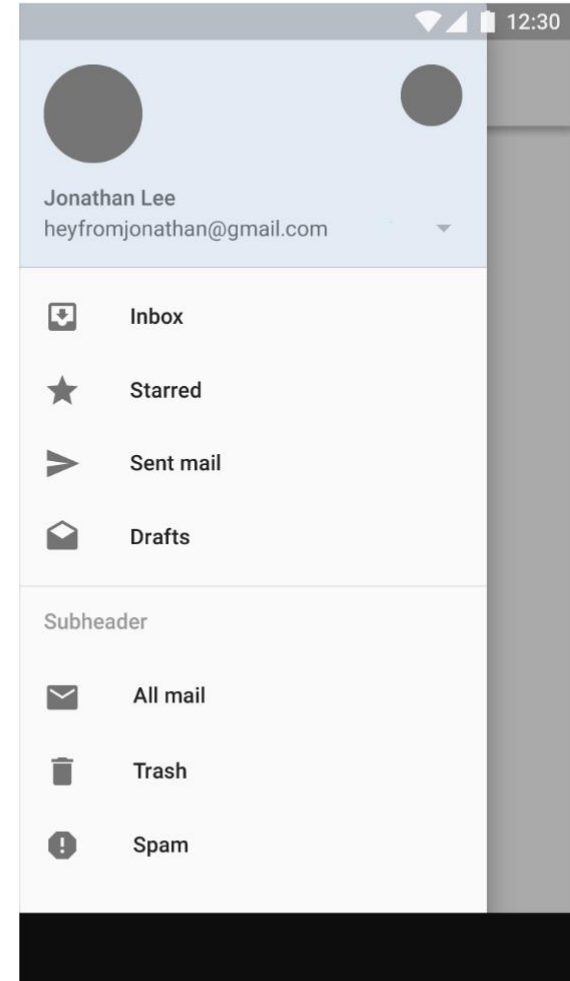 12:30
Jonathan Lee
heyfromjonathan@gmail.com
Inbox
Starred
Sent mail
Drafts
Subheader
All mail
Trash
Spam